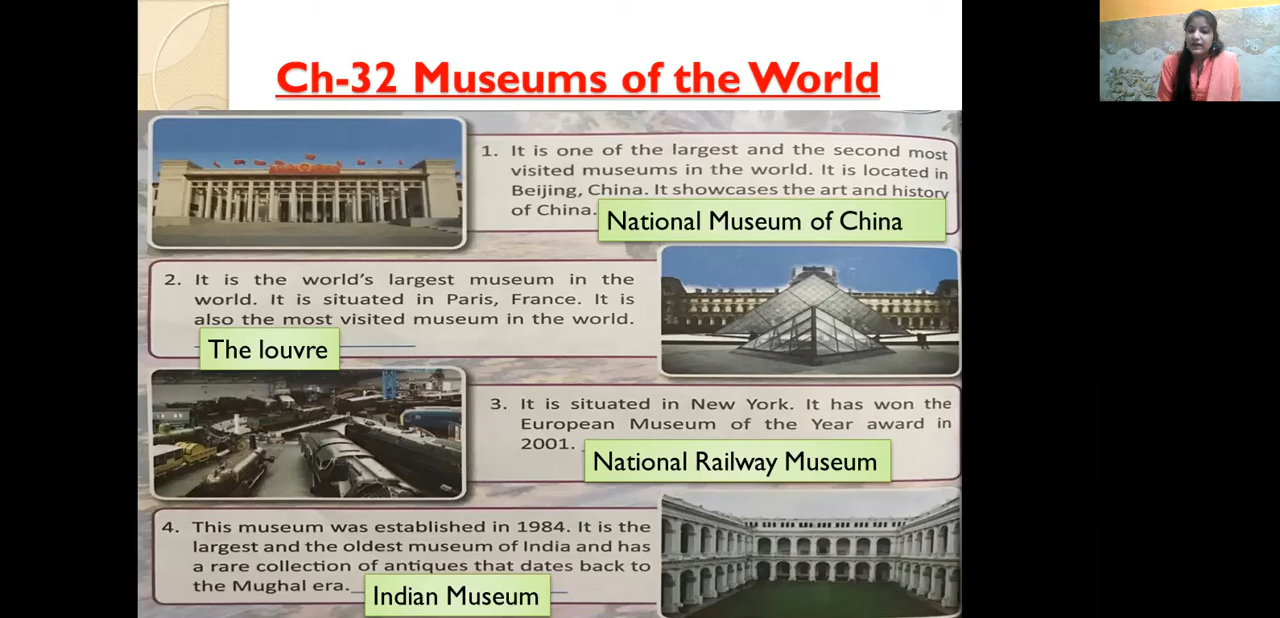 Ch-32 Museums of the World
1. It is one of the largest and the second most
visited museums in the world. It is located in
Beijing, China. It showcases the art and history
of China.
National Museum of China
2. It is the world's largest museum in the
world. It is situated in Paris, France. It is
also the most visited museum in the world.
The louvre
3. It is situated in New York. It has won the
European Museum of the Year award in
2001.
National Railway Museum
4. This museum was established in 1984. It is the
largest and the oldest museum of India and has
a rare collection of antiques that dates back to
the Mughal era.
Indian Museum